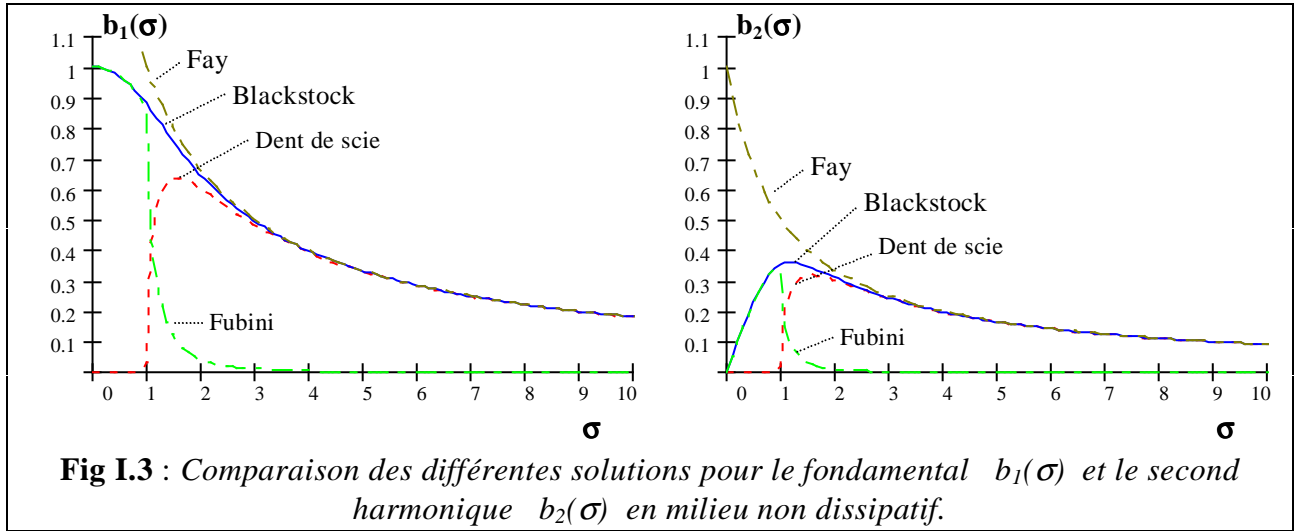 b₁(σ)
1.1
1
0.9
0.8
0.7
0.6
0.5
0.4
0.3
0.2
0.1
Fay
Blackstock
Dent de scie
Fubini
0 1 2 3 4 5 6 7 8 9 10
σ
b₂(σ)
1.1
1
0.9
0.8
0.7
0.6
0.5
0.4
0.3
0.2
0.1
Fay
Blackstock
Dent de scie
Fubini
0 1 2 3 4 5 6 7 8 9 10
σ
Fig I.3 : Comparaison des différentes solutions pour le fondamental b₁(σ) et le second
harmonique b₂(σ) en milieu non dissipatif.